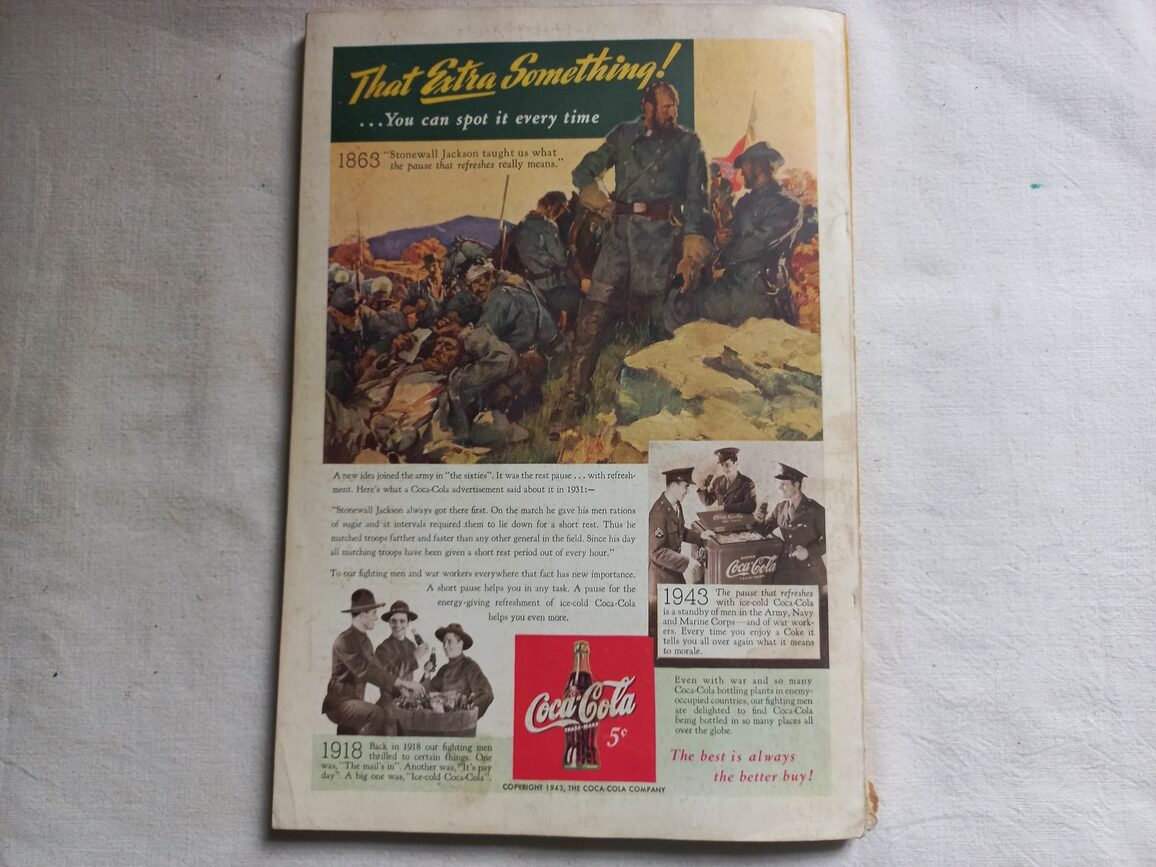 That Extra Something!
...You can spot it every time
1863 "Stonewall Jackson taught us what
the pause that refreshes really means."
A new idea joined the army in "the sixties". It was the rest pause . . . with refresh-
ment. Here's what a Coca-Cola advertisement said about it in 1931:—
"Stonewall Jackson always got there first. On the march he gave his men rations
of sugar and at intervals required them to lie down for a short rest. Thus he
marched troops farther and faster than any other general in the field. Since his day
all marching troops have been given a short rest period out of every hour."
To our fighting men and war workers everywhere that fact has new importance.
A short pause helps you in any task. A pause for the
energy-giving refreshment of ice-cold Coca-Cola
helps you even more.
DRINK
Coca-Cola
1943 The pause that refreshes
with ice-cold Coca-Cola
is a standby of men in the Army, Navy
and Marine Corps—and of war work-
ers. Every time you enjoy a Coke it
tells you all over again what it means
to morale.
1918 Back in 1918 our fighting men
thrilled to certain things. One
was, "The mail's in". Another was, "It's pay
day". A big one was, "Ice-cold Coca-Cola".
Coca-Cola
TRADE-MARK
5¢
Even with war and so many
Coca-Cola bottling plants in enemy-
occupied countries, our fighting men
are delighted to find Coca-Cola
being bottled in so many places all
over the globe.
The best is always
the better buy!
COPYRIGHT 1943, THE COCA-COLA COMPANY